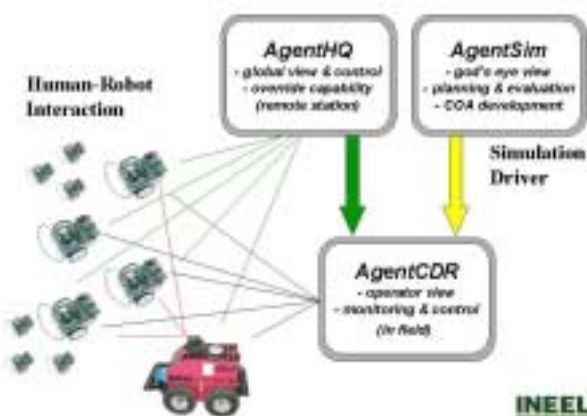 AgentHQ
- global view & control
- override capability
(remote station)
AgentSim
- god's eye view
- planning & evaluation
- COA development
Human-Robot
Interaction
Simulation
Driver
AgentCDR
- operator view
- monitoring & control
(in field)
INEEL